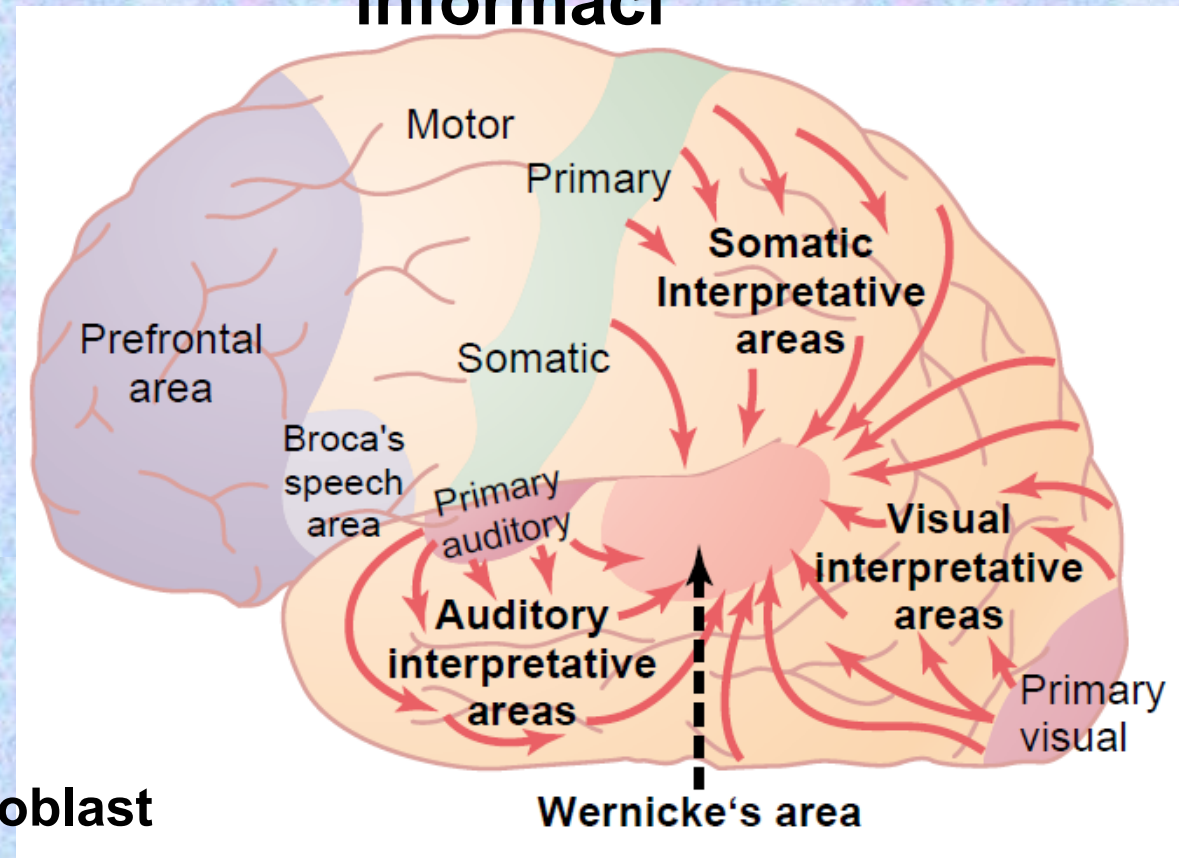 informací
Motor
Primary
Somatic
Interpretative
areas
Prefrontal
area
Somatic
Broca's
speech
area
Primary
auditory
Auditory
interpretative
areas
Visual
interpretative
areas
Primary
visual
oblast
Wernicke‘s area